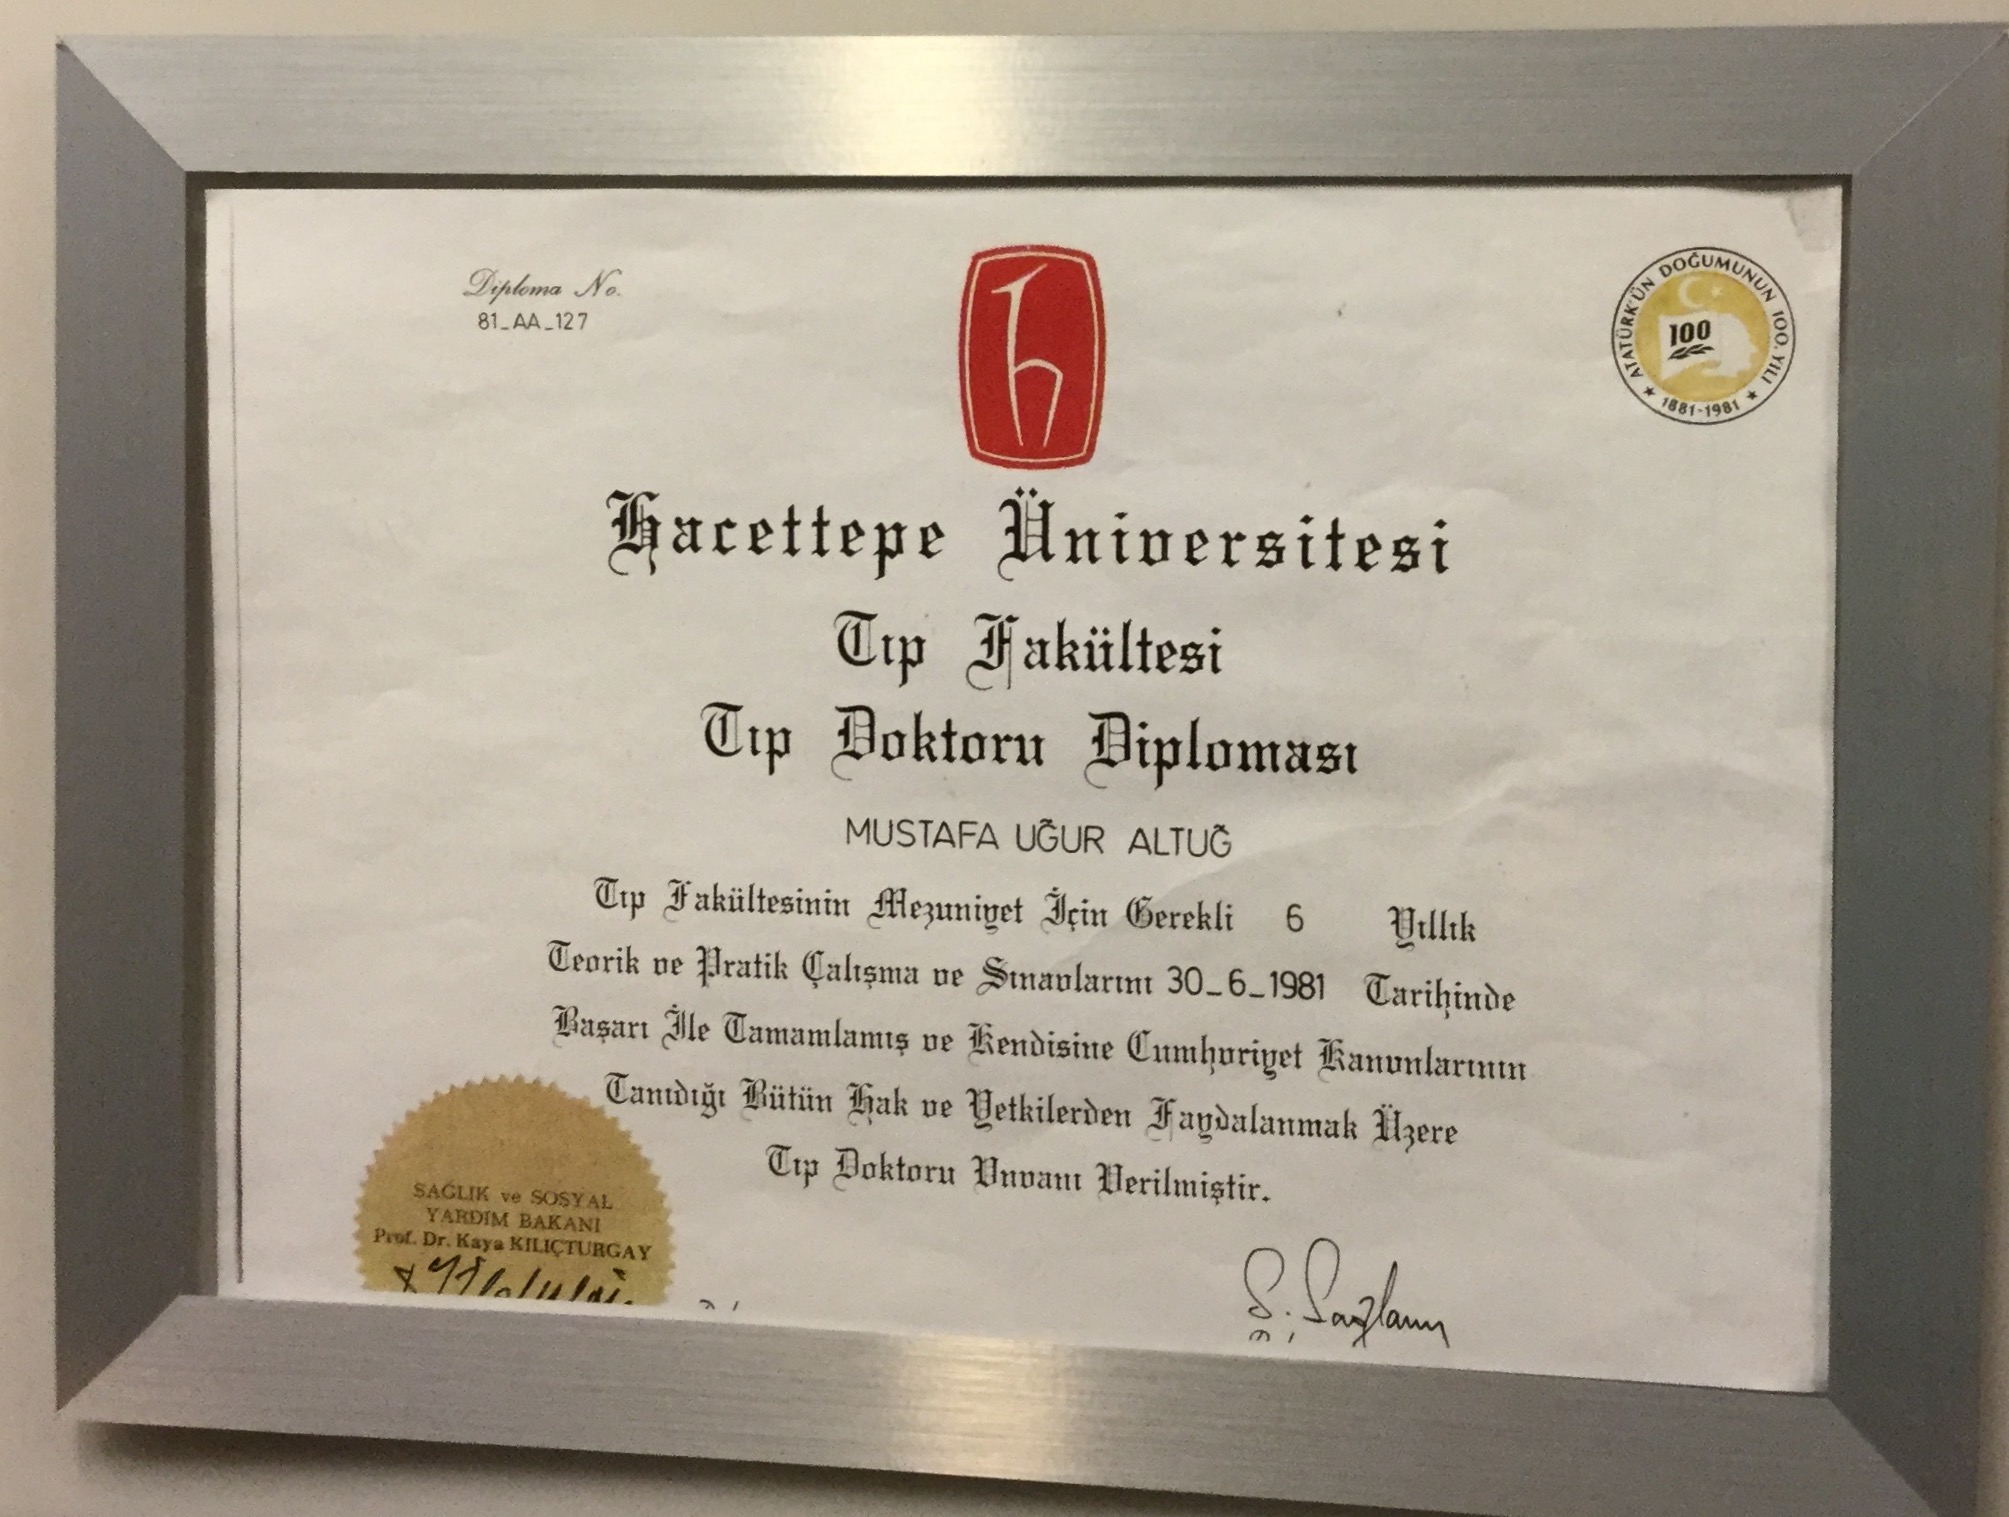 Diploma No.
81_AA_127
ATATÜRK'ÜN DOĞUMUNUN 100. YILI
100
★ 1881-1981 ★
Hacettepe Üniversitesi
Tıp Fakültesi
Tıp Doktoru Diploması
MUSTAFA UĞUR ALTUĞ
Tıp Fakültesinin Mezuniyet İçin Gerekli 6 Yıllık
Teorik ve Pratik Çalışma ve Sınavlarını 30_6_1981 Tarihinde
Başarı İle Tamamlamış ve Kendisine Cumhuriyet Kanunlarının
Tanıdığı Bütün Hak ve Yetkilerden Faydalanmak Üzere
Tıp Doktoru Unvanı Verilmiştir.
SAĞLIK ve SOSYAL
YARDIM BAKANI
Prof. Dr. Kaya KILIÇTURGAY